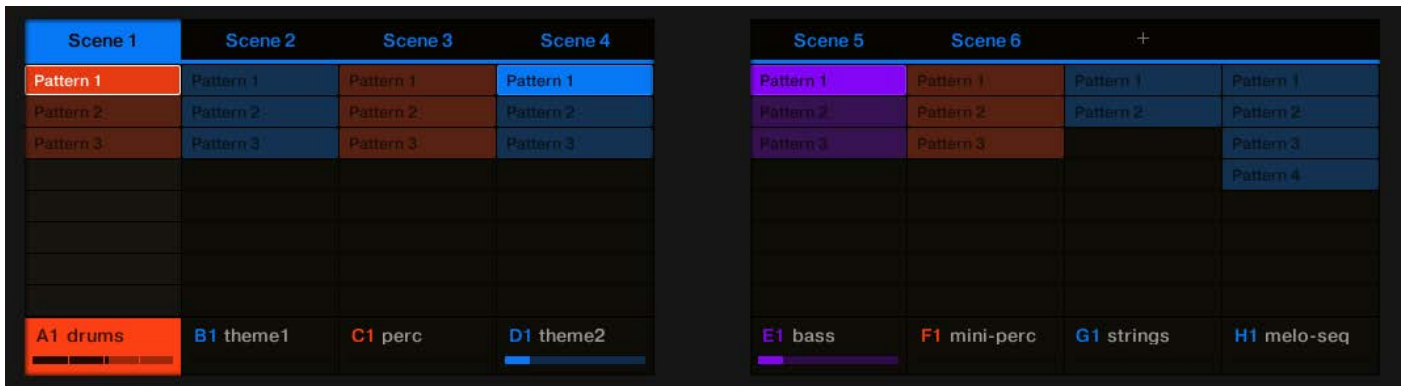 Scene 1 Scene 2 Scene 3 Scene 4 Scene 5 Scene 6 +
Pattern 1 Pattern 1 Pattern 1 Pattern 1 Pattern 1 Pattern 1 Pattern 1 Pattern 1
Pattern 2 Pattern 2 Pattern 2 Pattern 2 Pattern 2 Pattern 2 Pattern 2 Pattern 2
Pattern 3 Pattern 3 Pattern 3 Pattern 3 Pattern 3 Pattern 3 Pattern 3
Pattern 4
A1 drums B1 theme1 C1 perc D1 theme2 E1 bass F1 mini-perc G1 strings H1 melo-seq